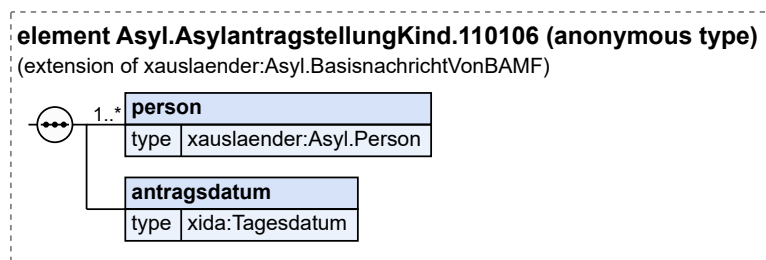 element Asyl.AsylantragstellungKind.110106 (anonymous type)
(extension of xauslaender:Asyl.BasisnachrichtVonBAMF)
1..* person
type xauslaender:Asyl.Person
antragsdatum
type xida:Tagesdatum